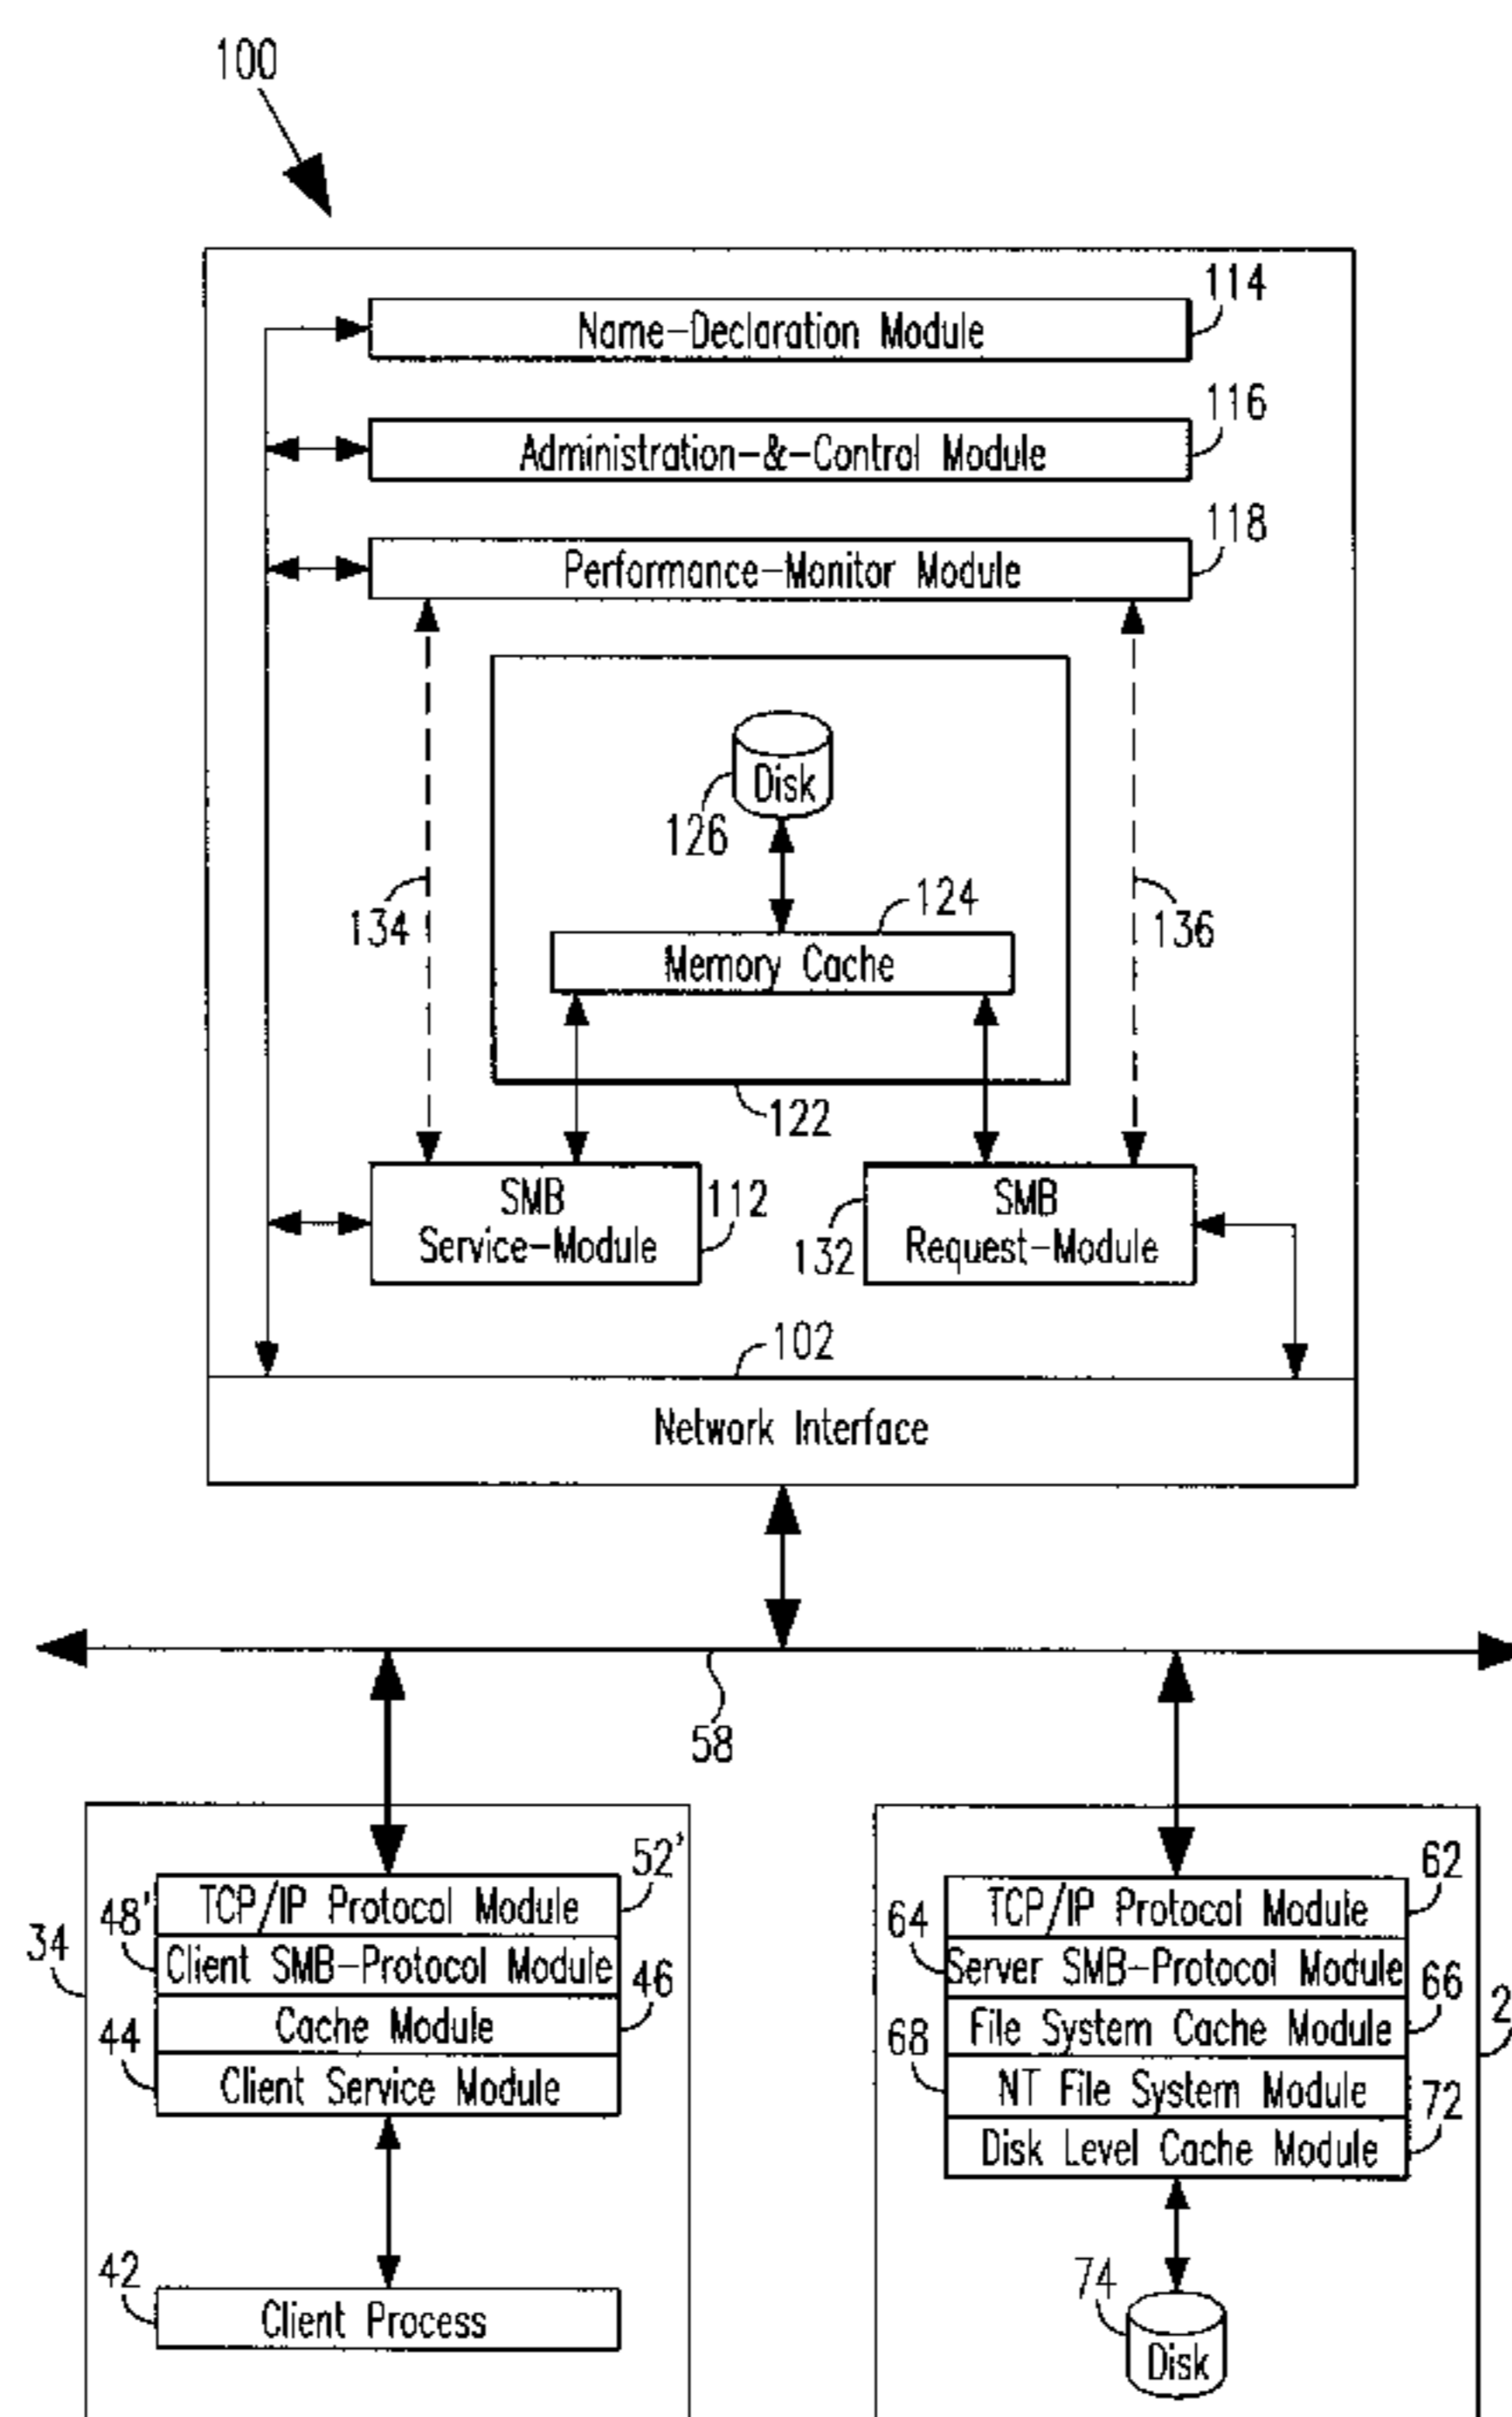 100
114
Name-Declaration Module
116
Administration-&-Control Module
118
Performance-Monitor Module
Disk
126
124
134
136
Memory Cache
122
SMB
Service-Module
112
SMB
Request-Module
132
102
Network Interface
58
52'
TCP/IP Protocol Module
48'
34
Client SMB-Protocol Module
46
Cache Module
44
Client Service Module
42
Client Process
62
TCP/IP Protocol Module
64
Server SMB-Protocol Module
66
2
File System Cache Module
68
NT File System Module
72
Disk Level Cache Module
74
Disk